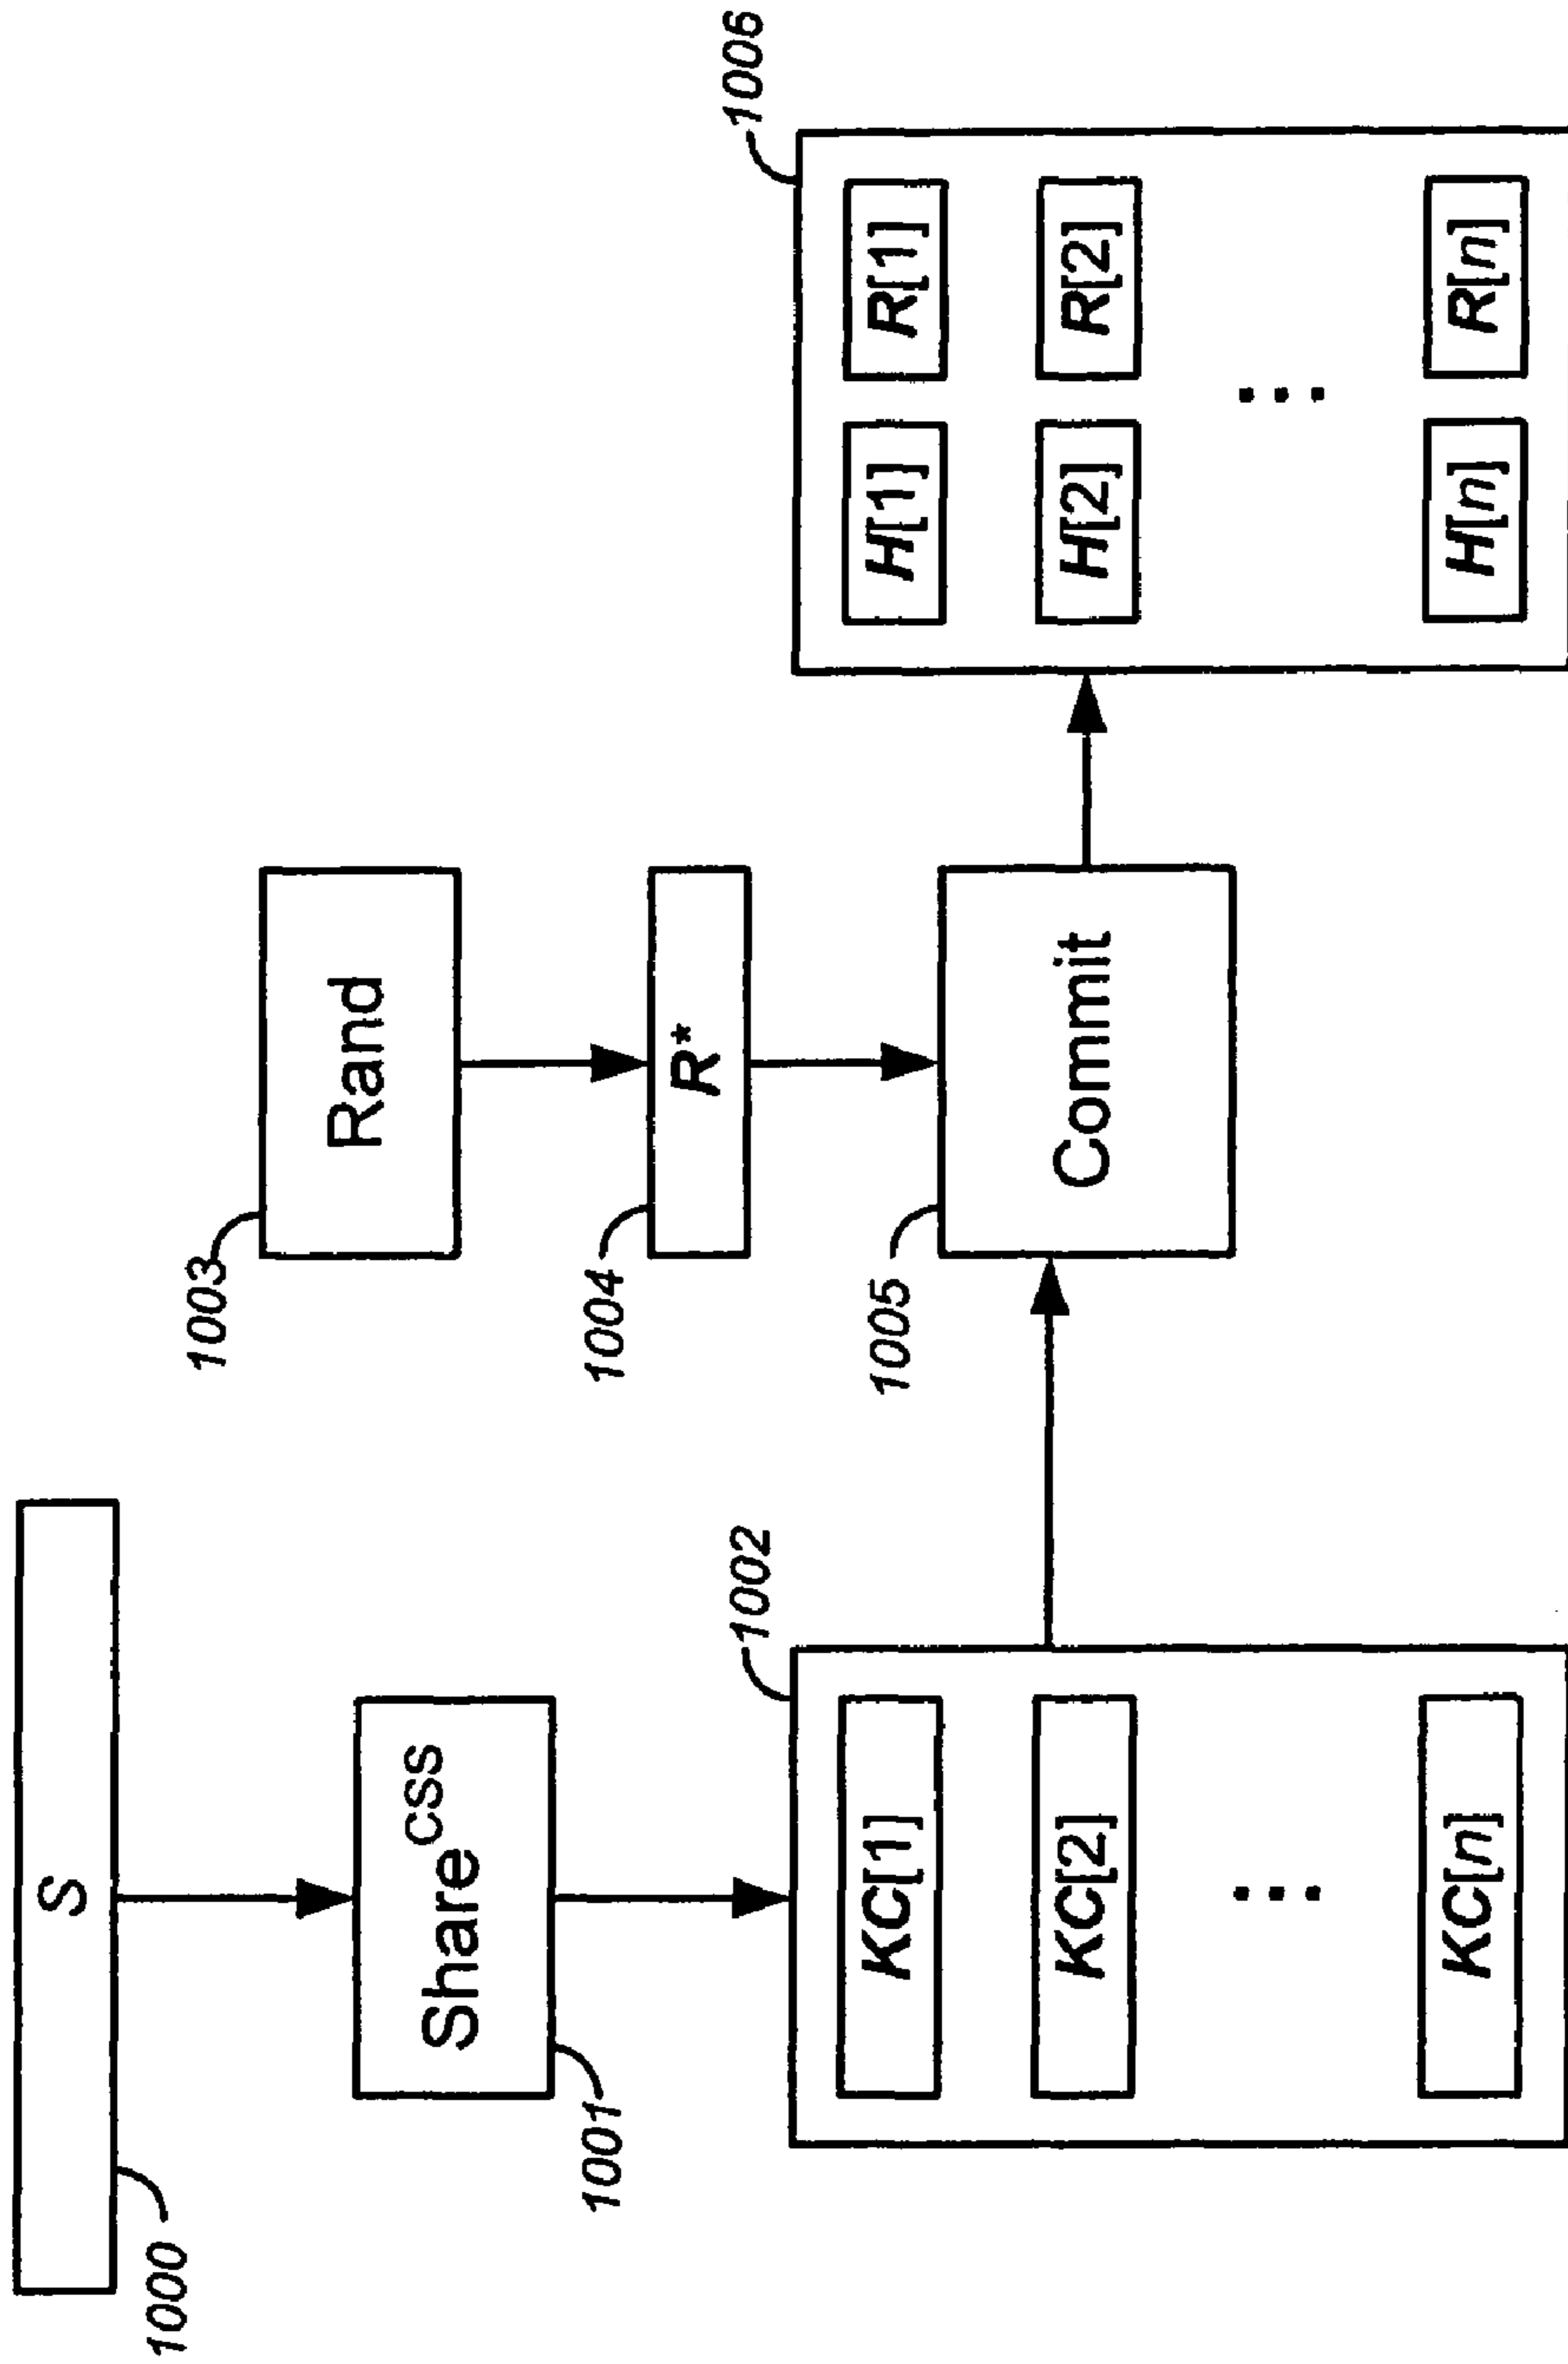 S
1000
Share^CSS
1001
1002
KC[1]
KC[2]
...
KC[n]
Rand
1003
R*
1004
Commit
1005
1006
H[1] R[1]
H[2] R[2]
...
H[n] R[n]